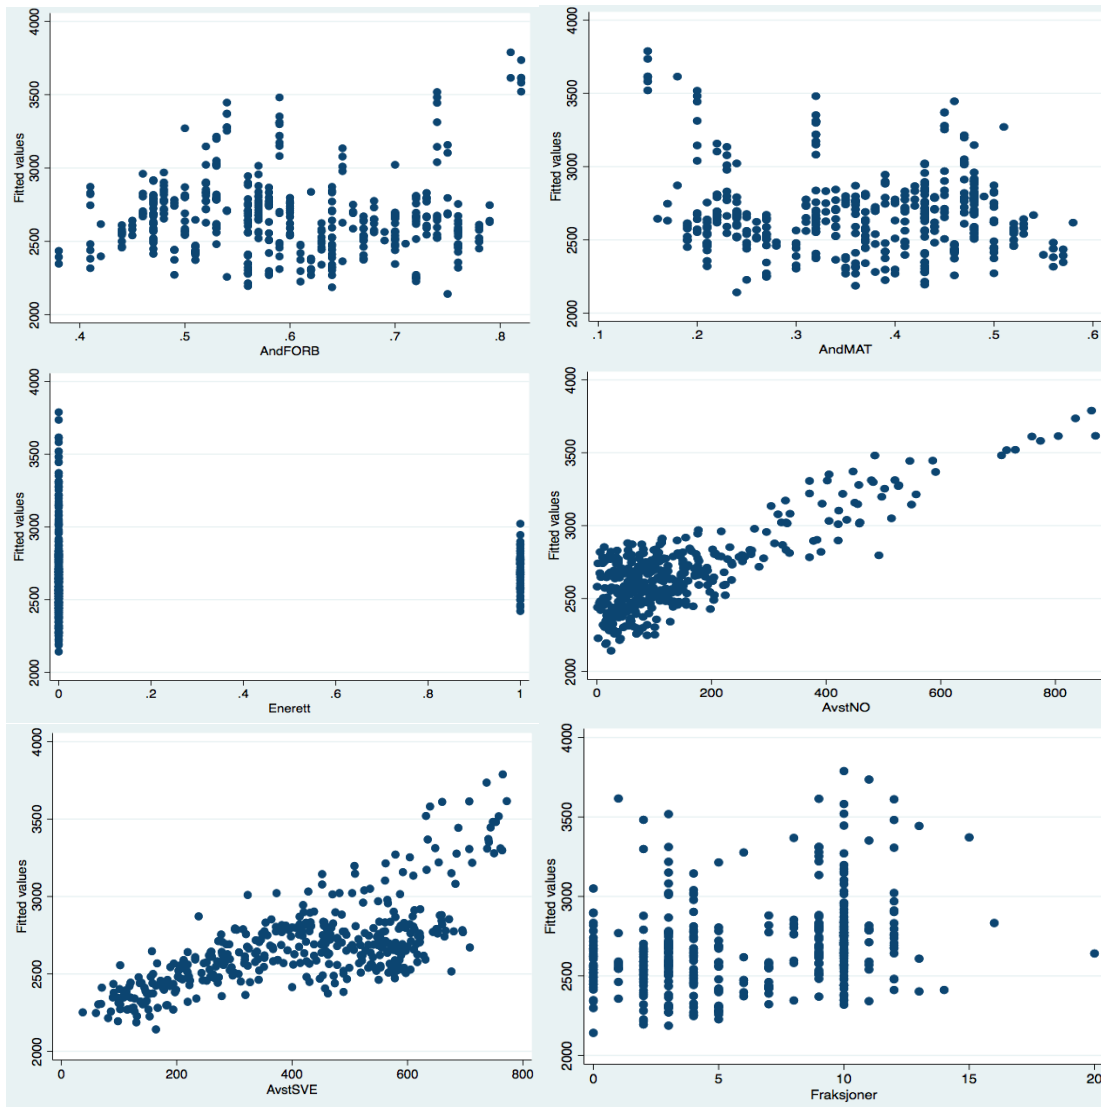 4000
3500
3000
2500
2000
Fitted values
.4 .5 .6 .7 .8
AndFORB
4000
3500
3000
2500
2000
Fitted values
.1 .2 .3 .4 .5 .6
AndMAT
4000
3500
3000
2500
2000
Fitted values
0 .2 .4 .6 .8 1
Enerett
4000
3500
3000
2500
2000
Fitted values
0 200 400 600 800
AvstNO
4000
3500
3000
2500
2000
Fitted values
0 200 400 600 800
AvstSVE
4000
3500
3000
2500
2000
Fitted values
0 5 10 15 20
Fraksjoner